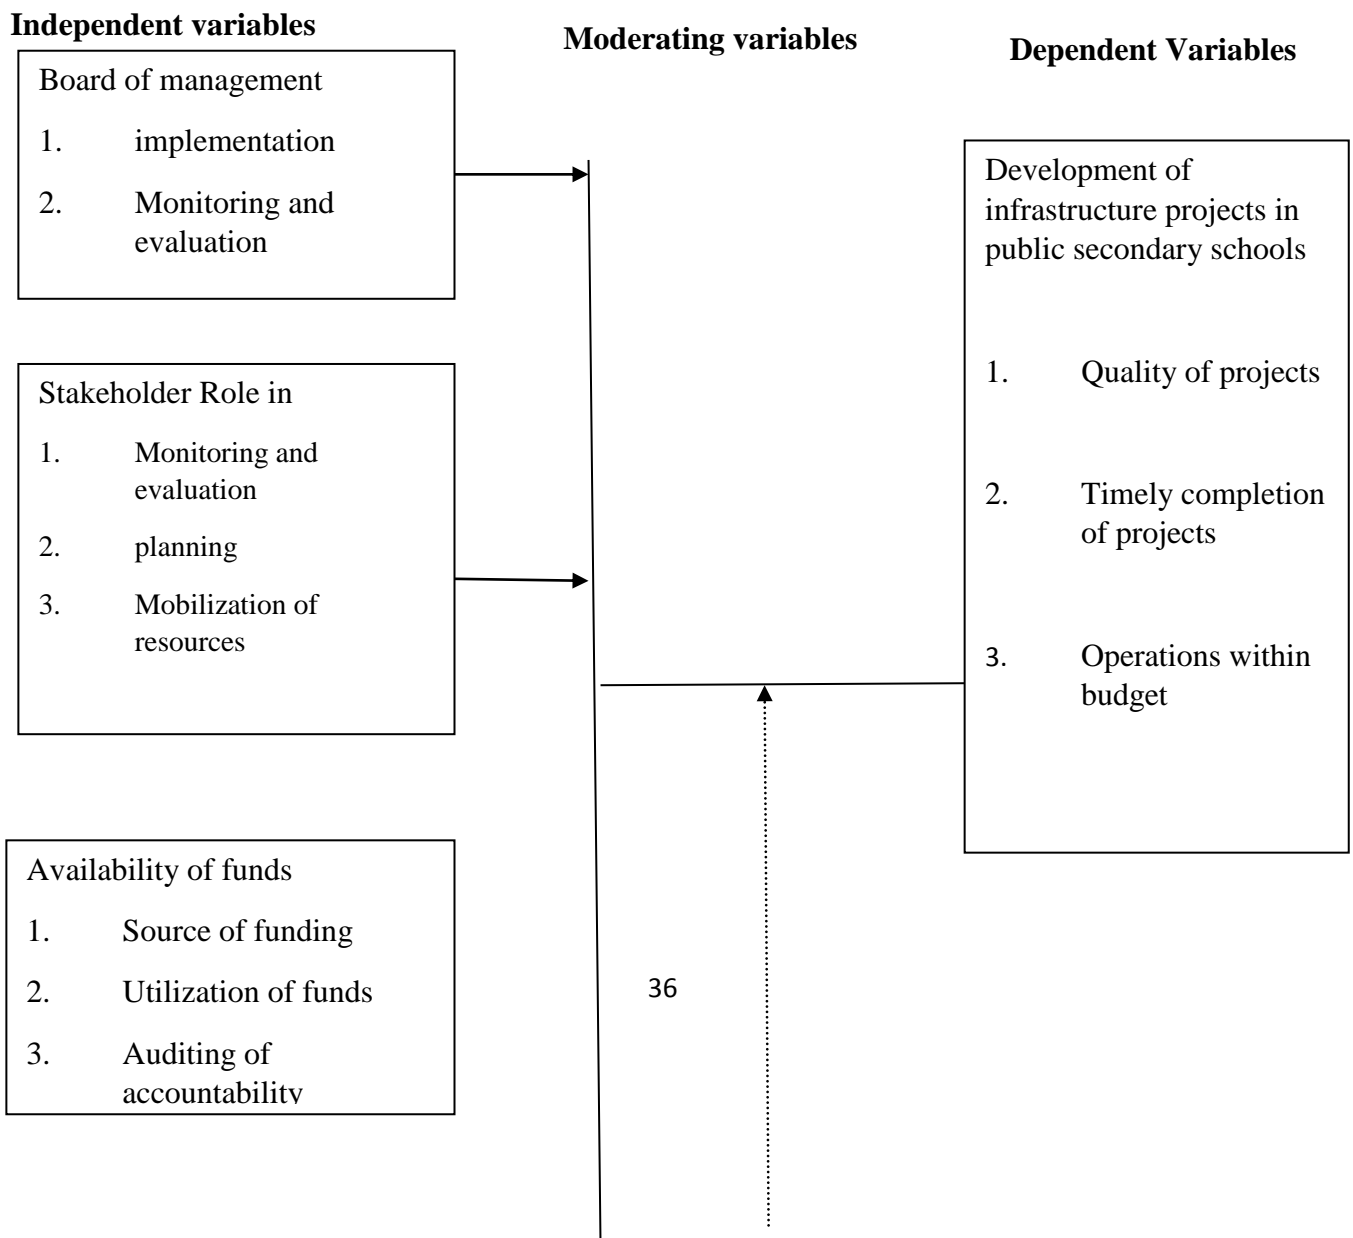 Independent variables
Moderating variables
Dependent Variables
Board of management
1. implementation
2. Monitoring and
evaluation
Stakeholder Role in
1. Monitoring and
evaluation
2. planning
3. Mobilization of
resources
Availability of funds
1. Source of funding
2. Utilization of funds
3. Auditing of
accountability
Development of
infrastructure projects in
public secondary schools
1. Quality of projects
2. Timely completion
of projects
3. Operations within
budget
36